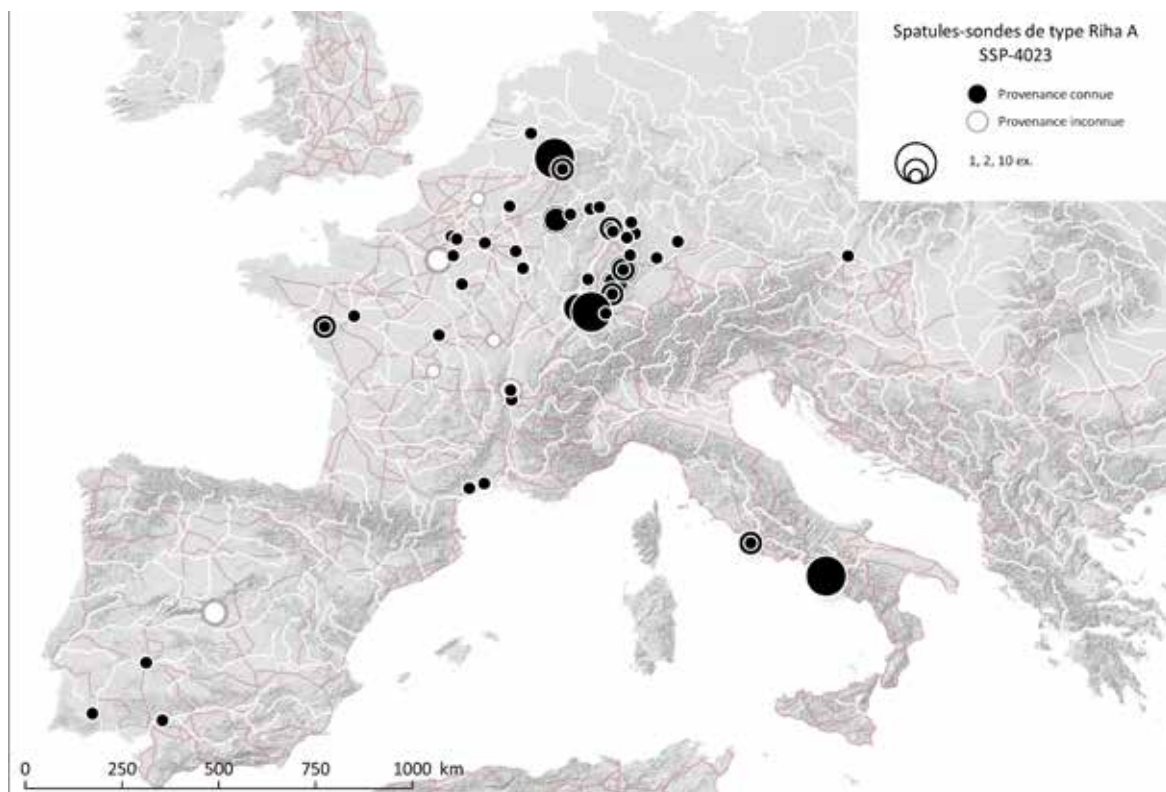 Spatules-sondes de type Riha A
SSP-4023
Provenance connue
Provenance inconnue
1, 2, 10 ex.
0 250 500 750 1000 km